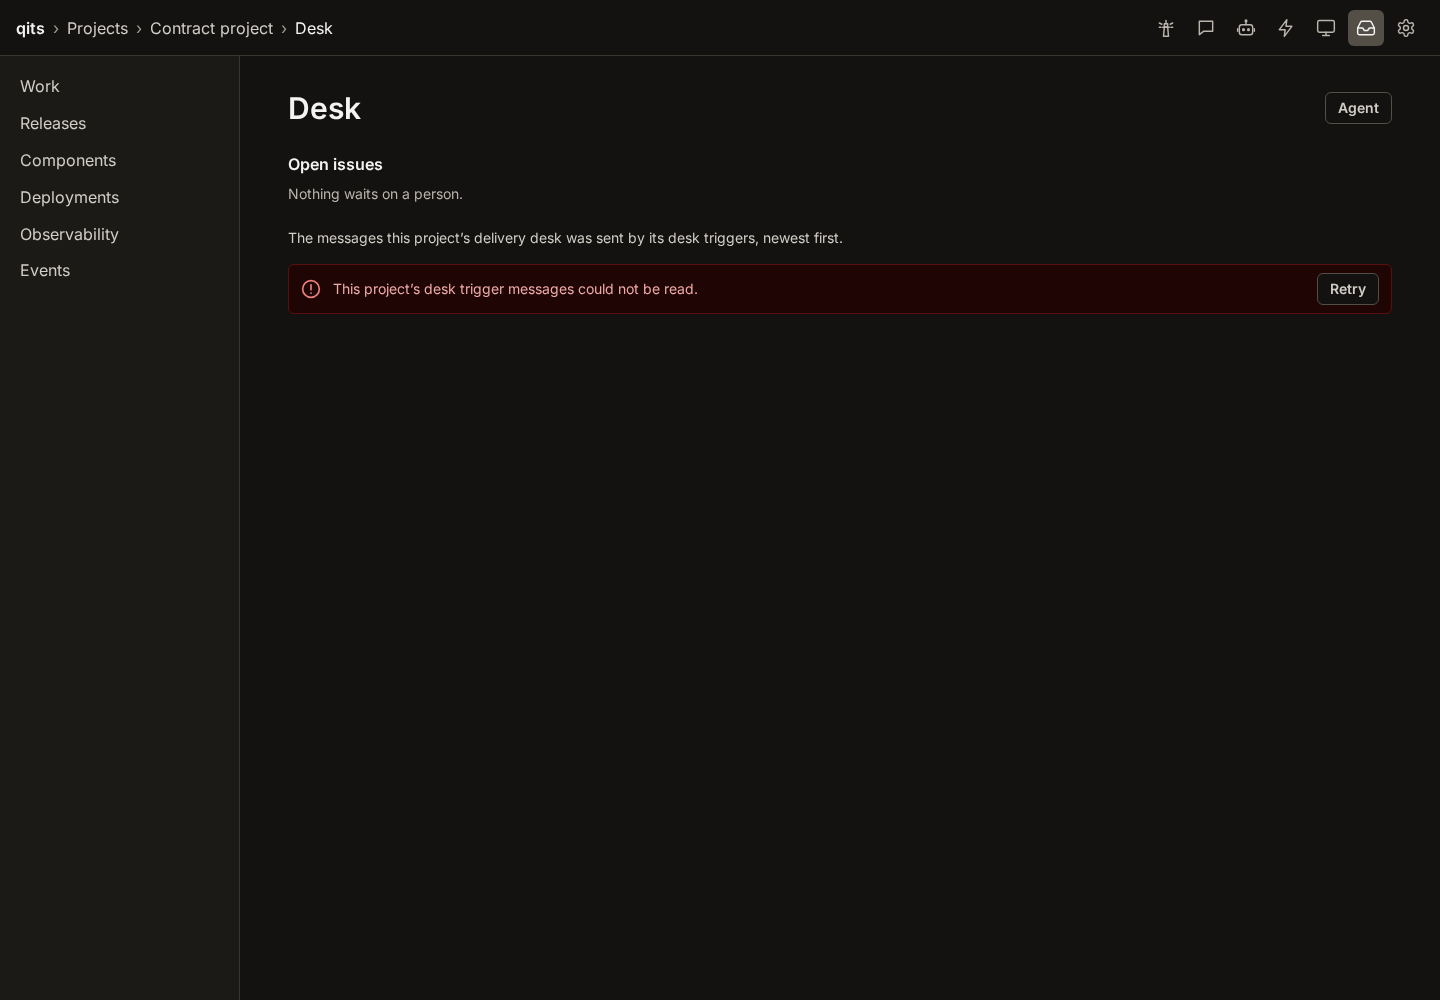 qits › Projects › Contract project › Desk
Work
Releases
Components
Deployments
Observability
Events
Desk
Agent
Open issues
Nothing waits on a person.
The messages this project’s delivery desk was sent by its desk triggers, newest first.
This project’s desk trigger messages could not be read.
Retry